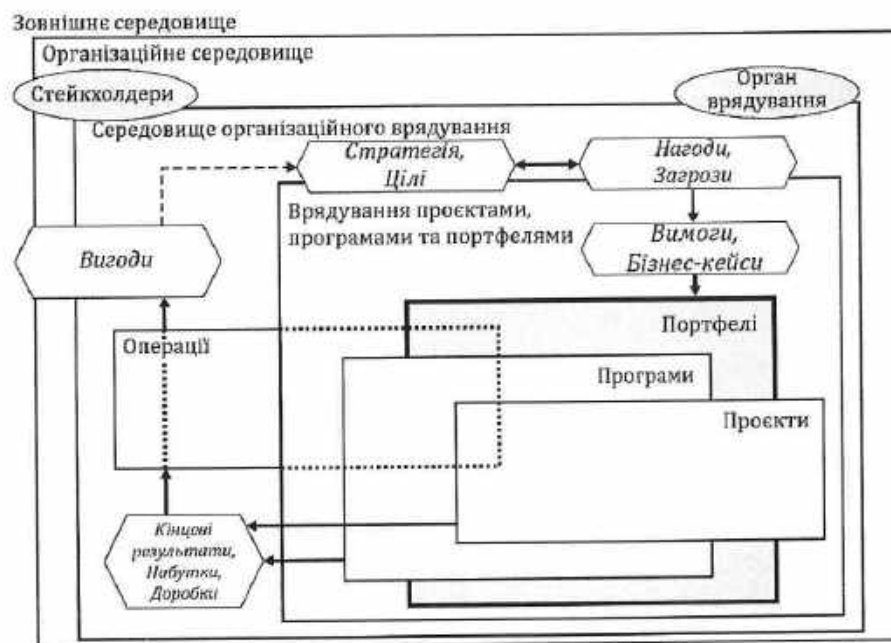 Зовнішнє середовище
Організаційне середовище
Стейкхолдери
Орган
врядування
Середовище організаційного врядування
Стратегія,
Цілі
Нагоди,
Загрози
Врядування проєктами,
програмами та портфелями
Вимоги,
Бізнес-кейси
Вигоди
Портфелі
Операції
Програми
Проєкти
Кінцові
результати,
Набутки,
Доробки